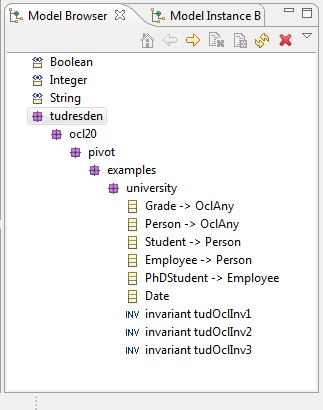 Model Browser Model Instance B
Boolean
Integer
String
tudresden
ocl20
pivot
examples
university
Grade -> OclAny
Person -> OclAny
Student -> Person
Employee -> Person
PhDStudent -> Employee
Date
INV invariant tudOclInv1
INV invariant tudOclInv2
INV invariant tudOclInv3